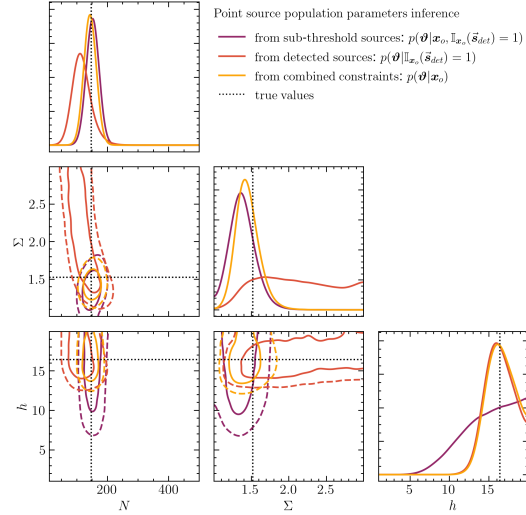 Point source population parameters inference
from sub-threshold sources: p(ϑ|x_o, 𝕀_{x_o}(s⃗_{det}) = 1)
from detected sources: p(ϑ|𝕀_{x_o}(s⃗_{det}) = 1)
from combined constraints: p(ϑ|x_o)
true values
2.5
2.0
1.5
Σ
15
10
5
h
200 400
N
1.5 2.0 2.5
Σ
5 10 15
h